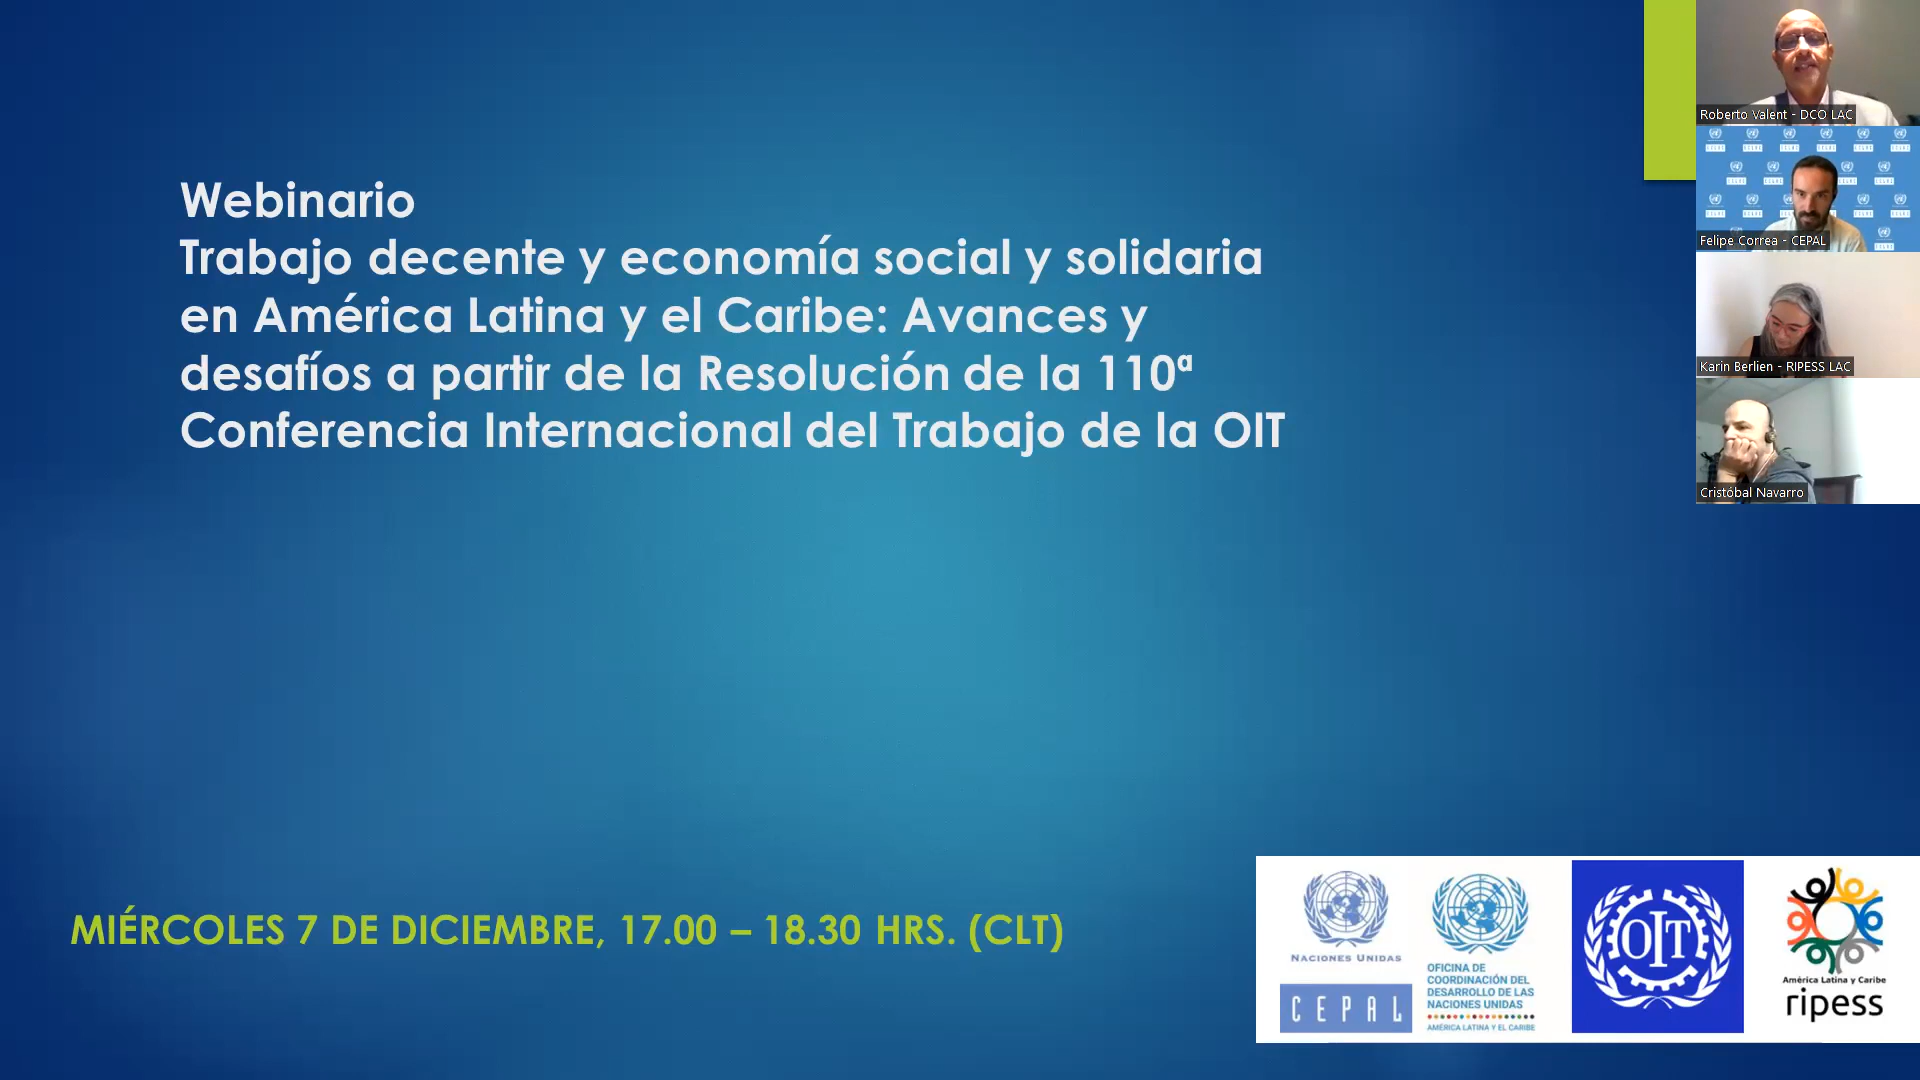 Webinario
Trabajo decente y economía social y solidaria
en América Latina y el Caribe: Avances y
desafíos a partir de la Resolución de la 110ª
Conferencia Internacional del Trabajo de la OIT
MIÉRCOLES 7 DE DICIEMBRE, 17.00 – 18.30 HRS. (CLT)
Roberto Valent - DCO LAC
Felipe Correa - CEPAL
Karin Berlien - RIPESS LAC
Cristóbal Navarro
NACIONES UNIDAS
CEPAL
OFICINA DE
COORDINACIÓN DEL
DESARROLLO DE LAS
NACIONES UNIDAS
AMÉRICA LATINA Y EL CARIBE
OIT
América Latina y Caribe
ripess